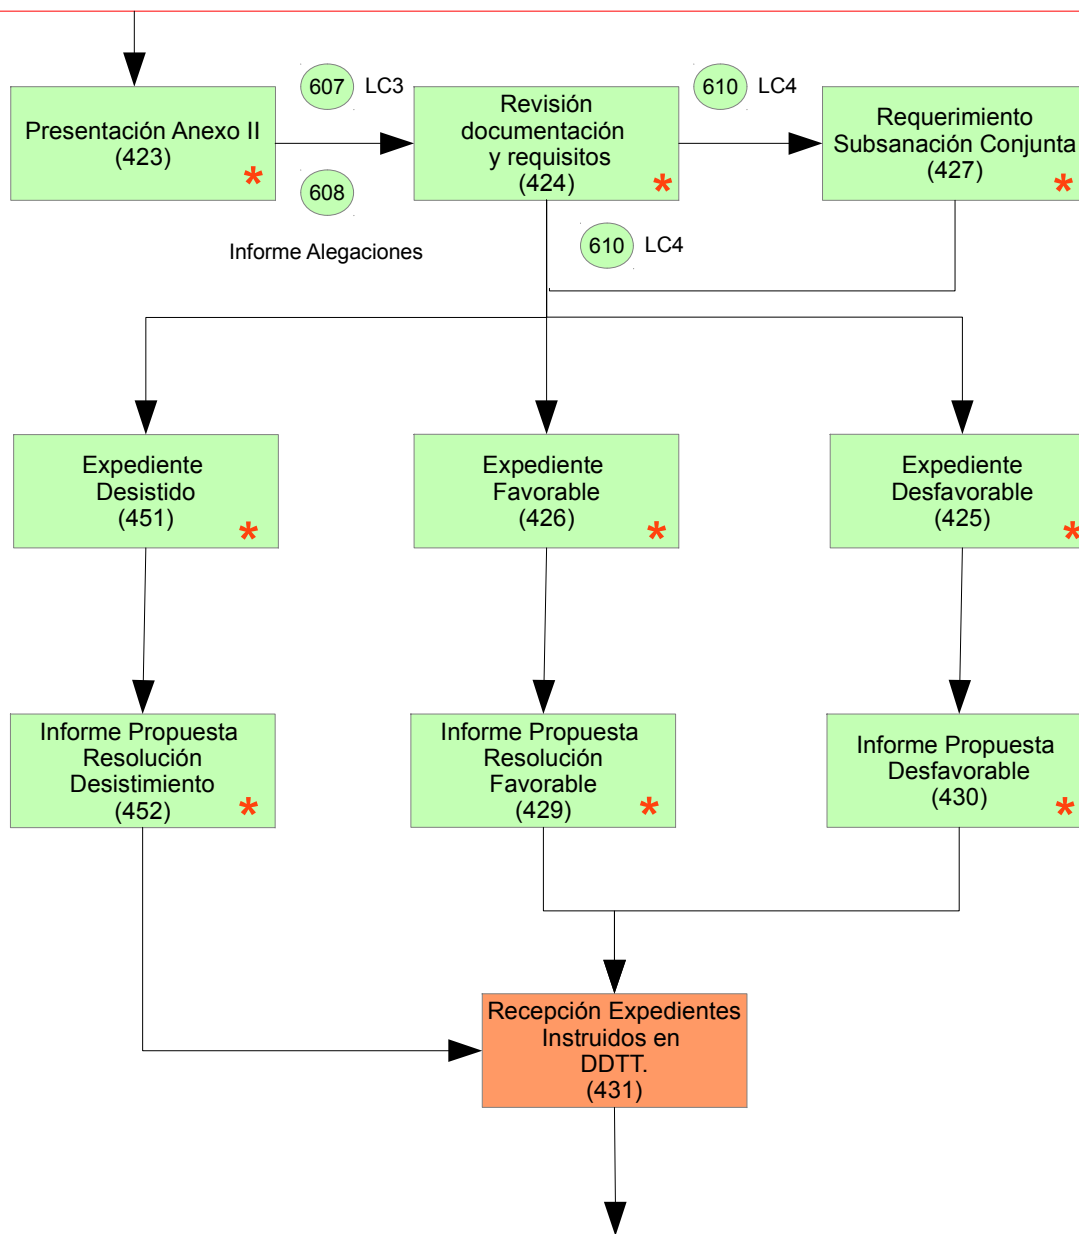 Presentación Anexo II
(423)
*
607 LC3
608
Informe Alegaciones
Revisión
documentación
y requisitos
(424)
*
610 LC4
610 LC4
Requerimiento
Subsanación Conjunta
(427)
*
Expediente
Desistido
(451)
*
Expediente
Favorable
(426)
*
Expediente
Desfavorable
(425)
*
Informe Propuesta
Resolución
Desistimiento
(452)
*
Informe Propuesta
Resolución
Favorable
(429)
*
Informe Propuesta
Desfavorable
(430)
*
Recepción Expedientes
Instruidos en
DDTT.
(431)